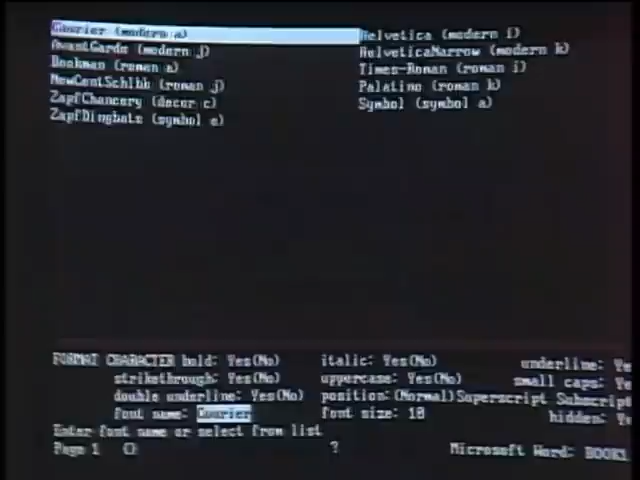 Courier (modern a) Helvetica (modern i)
AvantGarde (modern j) HelveticaNarrow (modern k)
Bookman (roman a) Times-Roman (roman i)
NewCentSchlbk (roman j) Palatino (roman k)
ZapfChancery (decor c) Symbol (symbol a)
ZapfDingbats (symbol e)
FORMAT CHARACTER bold: Yes(No) italic: Yes(No) underline: Ye
strikethrough: Yes(No) uppercase: Yes(No) small caps: Ye
double underline: Yes(No) position:(Normal)Superscript Subscript
font name: Courier font size: 10 hidden: Ye
Enter font name or select from list
Page 1 {} ? Microsoft Word: BOOK1